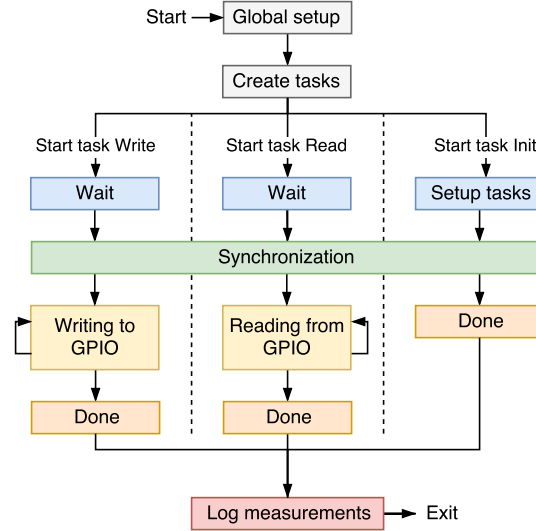 Start
Global setup
Create tasks
Start task Write
Start task Read
Start task Init
Wait
Wait
Setup tasks
Synchronization
Writing to
GPIO
Reading from
GPIO
Done
Done
Done
Log measurements
Exit